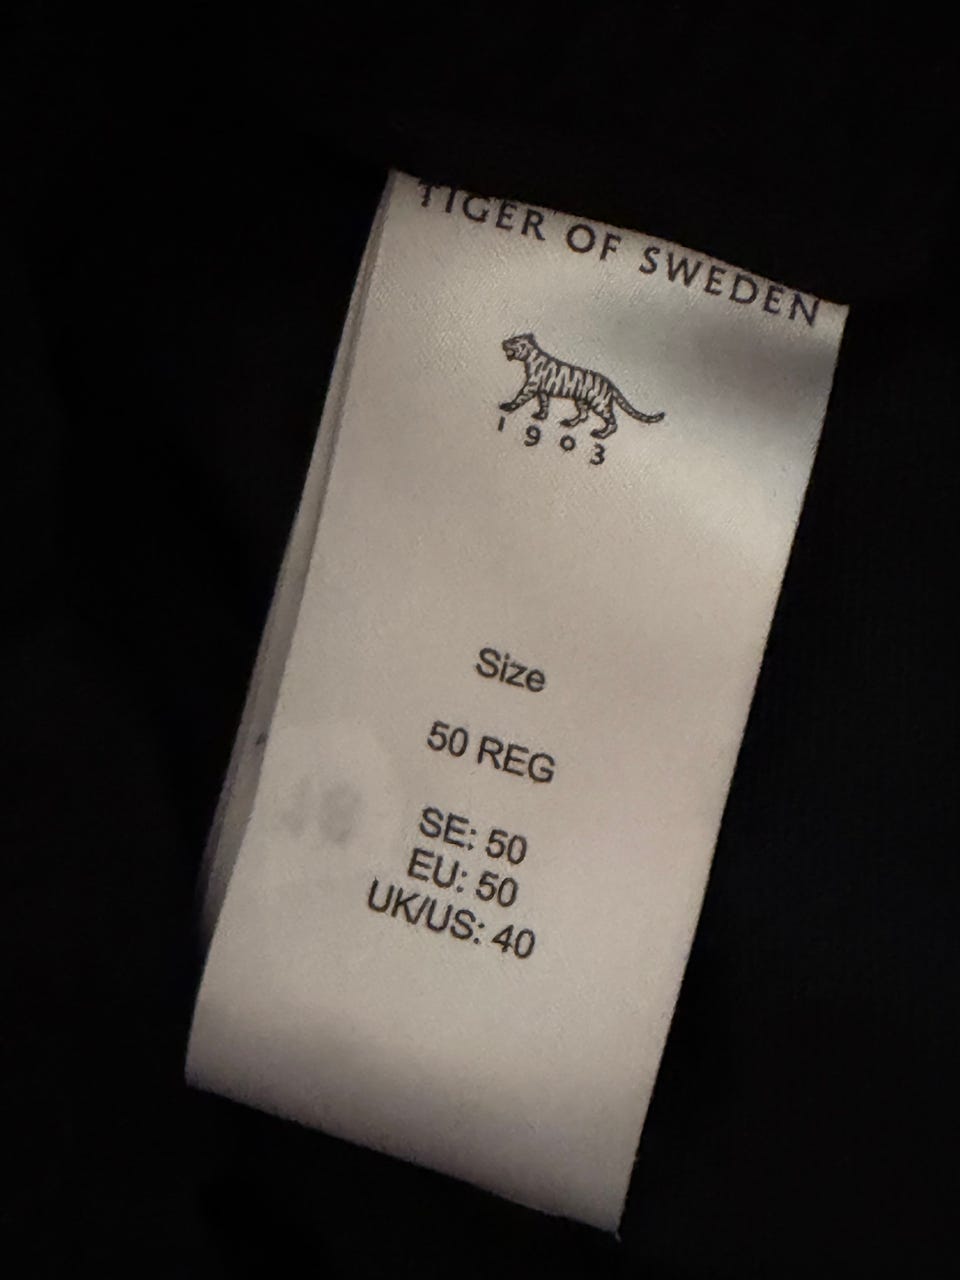 TIGER OF SWEDEN
1903
Size
50 REG
SE: 50
EU: 50
UK/US: 40